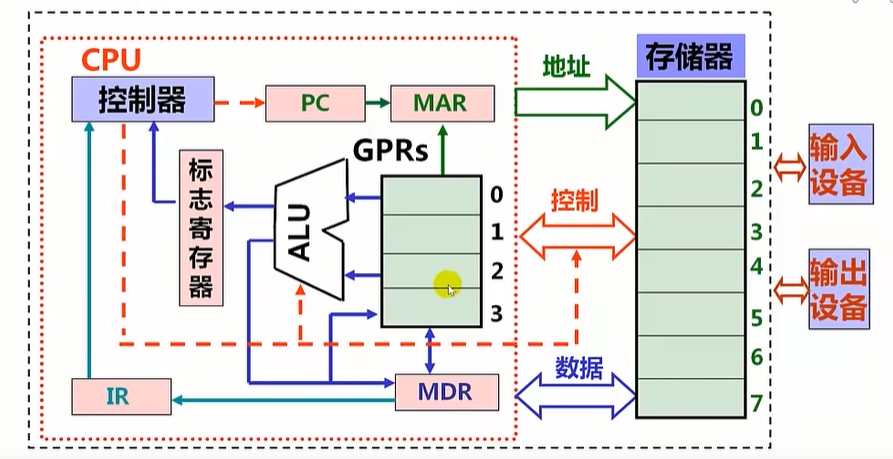 CPU
控制器
PC
MAR
地址
存储器
标志寄存器
ALU
GPRs
0
1
2
3
控制
0
1
2
3
4
5
6
7
输入
设备
输出
设备
IR
MDR
数据